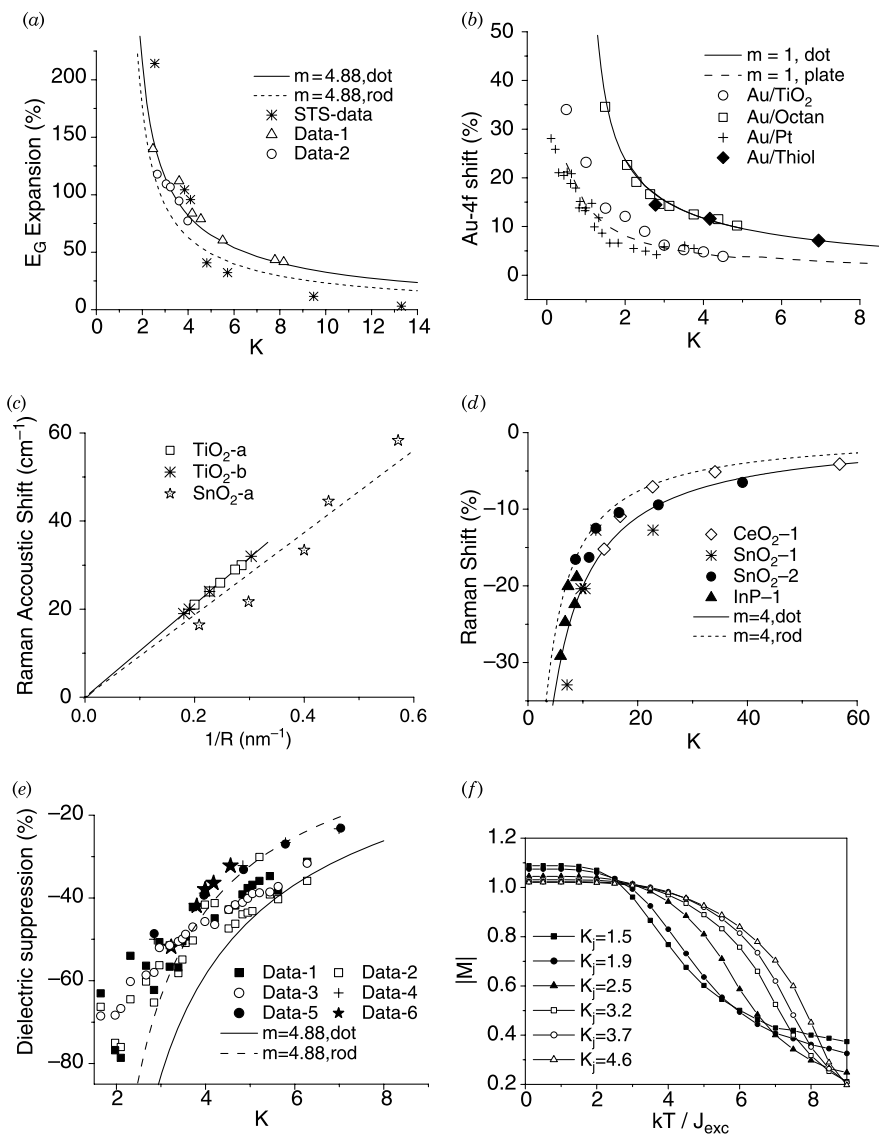 (a)
200
150
100
50
0
E_G Expansion (%)
m=4.88,dot
m=4.88,rod
STS-data
Data-1
Data-2
0 2 4 6 8 10 12 14
K
(b)
50
40
30
20
10
0
Au-4f shift (%)
m = 1, dot
m = 1, plate
Au/TiO₂
Au/Octan
Au/Pt
Au/Thiol
0 2 4 6 8
K
(c)
60
40
20
0
Raman Accoustic Shift (cm⁻¹)
TiO₂-a
TiO₂-b
SnO₂-a
0.0 0.2 0.4 0.6
1/R (nm⁻¹)
(d)
0
−10
−20
−30
Raman Shift (%)
CeO₂–1
SnO₂–1
SnO₂–2
InP–1
m=4,dot
m=4,rod
0 20 40 60
K
(e)
−20
−40
−60
−80
Dielectric suppression (%)
Data-1 Data-2
Data-3 Data-4
Data-5 Data-6
m=4.88,dot
m=4.88,rod
2 4 6 8
K
(f)
1.2
1.0
0.8
0.6
0.4
0.2
|M|
K_j=1.5
K_j=1.9
K_j=2.5
K_j=3.2
K_j=3.7
K_j=4.6
0 2 4 6 8
kT / J_exc